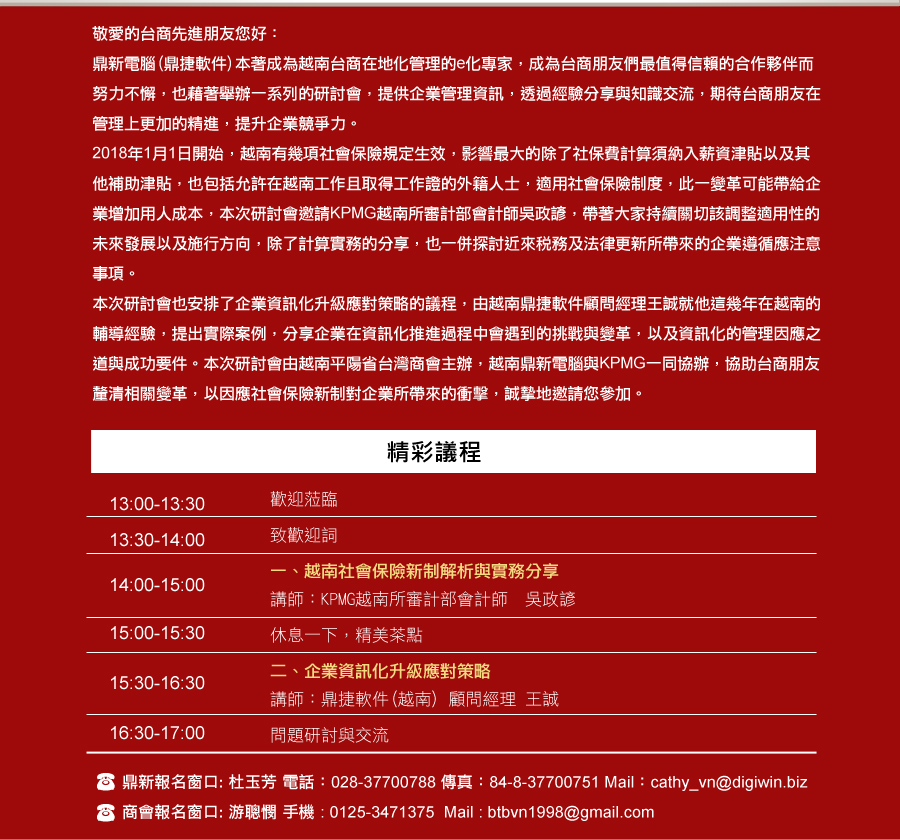 敬愛的台商先進朋友您好：
鼎新電腦(鼎捷軟件)本著成為越南台商在地化管理的e化專家，成為台商朋友們最值得信賴的合作夥伴而
努力不懈，也藉著舉辦一系列的研討會，提供企業管理資訊，透過經驗分享與知識交流，期待台商朋友在
管理上更加的精進，提升企業競爭力。
2018年1月1日開始，越南有幾項社會保險規定生效，影響最大的除了社保費計算須納入薪資津貼以及其
他補助津貼，也包括允許在越南工作且取得工作證的外籍人士，適用社會保險制度，此一變革可能帶給企
業增加用人成本，本次研討會邀請KPMG越南所審計部會計師吳政諺，帶著大家持續關切該調整適用性的
未來發展以及施行方向，除了計算實務的分享，也一併探討近來稅務及法律更新所帶來的企業遵循應注意
事項。
本次研討會也安排了企業資訊化升級應對策略的議程，由越南鼎捷軟件顧問經理王誠就他這幾年在越南的
輔導經驗，提出實際案例，分享企業在資訊化推進過程中會遇到的挑戰與變革，以及資訊化的管理因應之
道與成功要件。本次研討會由越南平陽省台灣商會主辦，越南鼎新電腦與KPMG一同協辦，協助台商朋友
釐清相關變革，以因應社會保險新制對企業所帶來的衝擊，誠摯地邀請您參加。
精彩議程
13:00-13:30 歡迎蒞臨
13:30-14:00 致歡迎詞
14:00-15:00 一、越南社會保險新制解析與實務分享
講師：KPMG越南所審計部會計師 吳政諺
15:00-15:30 休息一下，精美茶點
15:30-16:30 二、企業資訊化升級應對策略
講師：鼎捷軟件(越南) 顧問經理 王誠
16:30-17:00 問題研討與交流
鼎新報名窗口: 杜玉芳 電話：028-37700788 傳真：84-8-37700751 Mail：cathy_vn@digiwin.biz
商會報名窗口: 游聰憫 手機 : 0125-3471375 Mail : btbvn1998@gmail.com